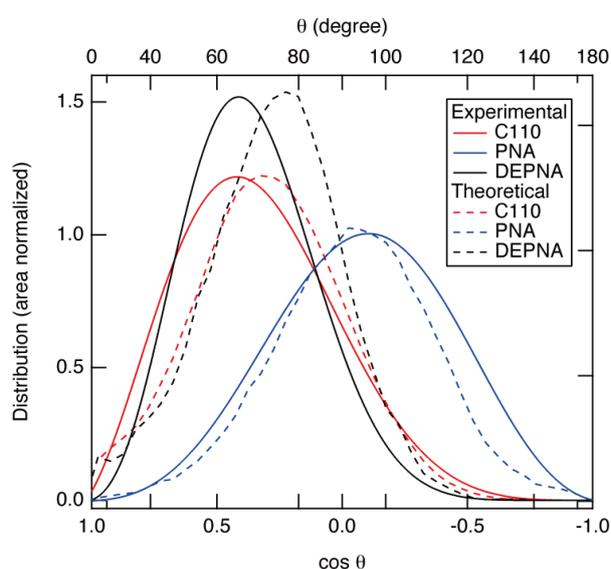 θ (degree)
0 40 60 80 100 120 140 180
Distribution (area normalized)
1.5
1.0
0.5
0.0
Experimental
C110
PNA
DEPNA
Theoretical
C110
PNA
DEPNA
1.0 0.5 0.0 -0.5 -1.0
cos θ